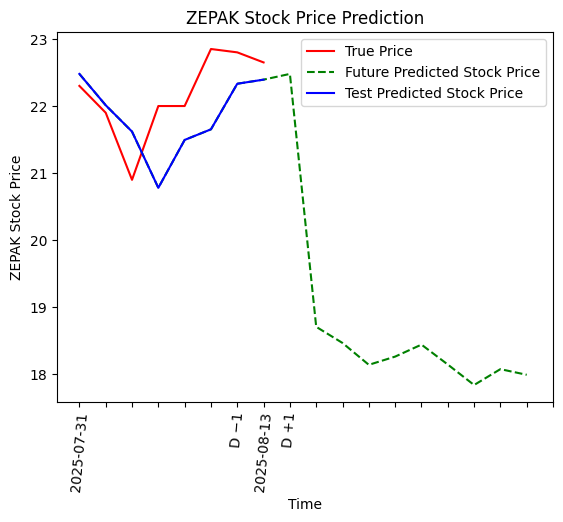 ZEPAK Stock Price Prediction
True Price
Future Predicted Stock Price
Test Predicted Stock Price
ZEPAK Stock Price
23
22
21
20
19
18
2025-07-31
D −1
2025-08-13
D +1
Time